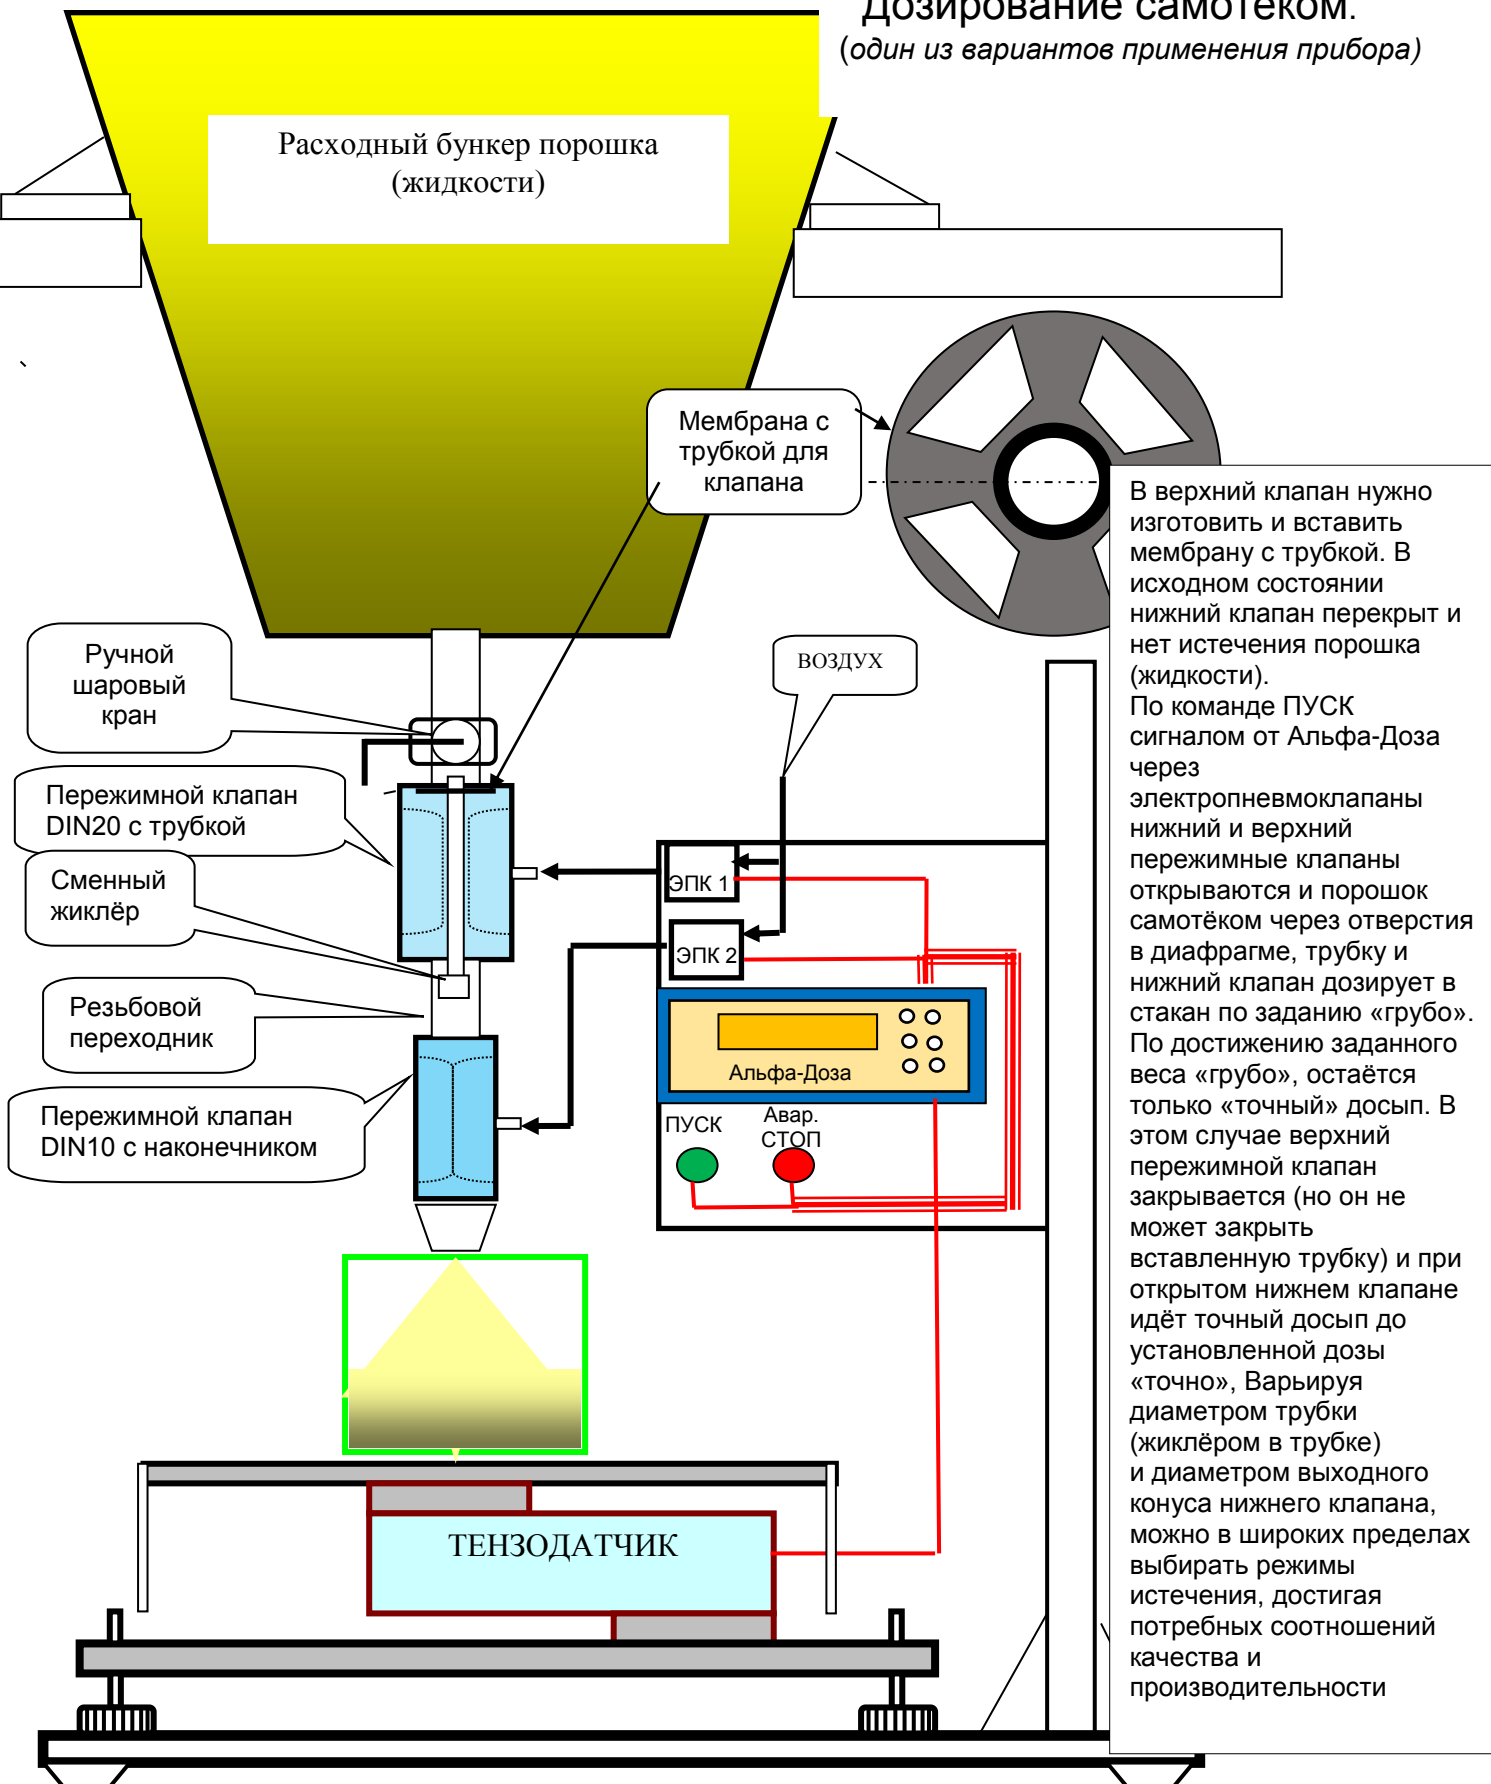 Дозирование самотеком.
(один из вариантов применения прибора)
Расходный бункер порошка
(жидкости)
Мембрана с
трубкой для
клапана
В верхний клапан нужно
изготовить и вставить
мембрану с трубкой. В
исходном состоянии
нижний клапан перекрыт и
нет истечения порошка
(жидкости).
По команде ПУСК
сигналом от Альфа-Доза
через
электропневмоклапаны
нижний и верхний
пережимные клапаны
открываются и порошок
самотёком через отверстия
в диафрагме, трубку и
нижний клапан дозирует в
стакан по заданию «грубо».
По достижению заданного
веса «грубо», остаётся
только «точный» досып. В
этом случае верхний
пережимной клапан
закрывается (но он не
может закрыть
вставленную трубку) и при
открытом нижнем клапане
идёт точный досып до
установленной дозы
«точно», Варьируя
диаметром трубки
(жиклёром в трубке)
и диаметром выходного
конуса нижнего клапана,
можно в широких пределах
выбирать режимы
истечения, достигая
потребных соотношений
качества и
производительности
Ручной
шаровый
кран
ВОЗДУХ
Пережимной клапан
DIN20 с трубкой
Сменный
жиклёр
ЭПК 1
ЭПК 2
Резьбовой
переходник
Альфа-Доза
Пережимной клапан
DIN10 с наконечником
ПУСК
Авар.
СТОП
ТЕНЗОДАТЧИК